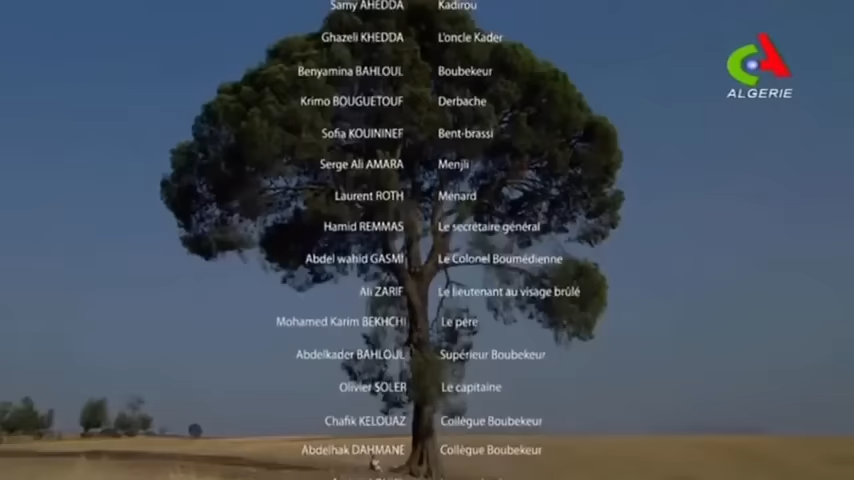 Samy AHEDDA Kadirou
Ghazeli KHEDDA L'oncle Kader
Benyamina BAHLOUL Boubekeur
Krimo BOUGUETOUF Derbache
Sofia KOUININEF Bent-brassi
Serge Ali AMARA Menjli
Laurent ROTH Menard
Hamid REMMAS Le secrétaire général
Abdel wahid GASMI Le Colonel Boumédienne
Ali ZARIF Le lieutenant au visage brûlé
Mohamed Karim BEKHCHI Le père
Abdelkader BAHLOUL Supérieur Boubekeur
Olivier SOLER Le capitaine
Chafik KELOUAZ Collègue Boubekeur
Abdelhak DAHMANE Collègue Boubekeur
ALGERIE